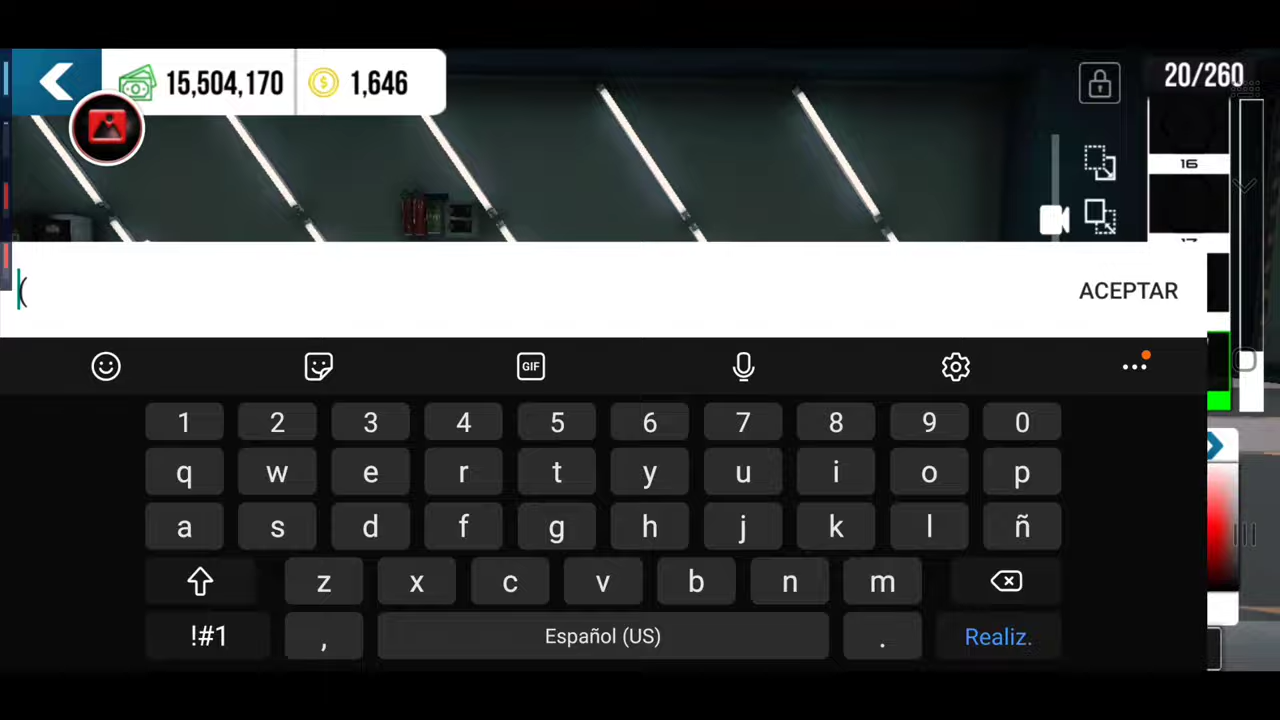 15,504,170 1,646 20/260
16
17
( ACEPTAR
GIF
1 2 3 4 5 6 7 8 9 0
q w e r t y u i o p
a s d f g h j k l ñ
z x c v b n m
!#1 , Español (US) . Realiz.